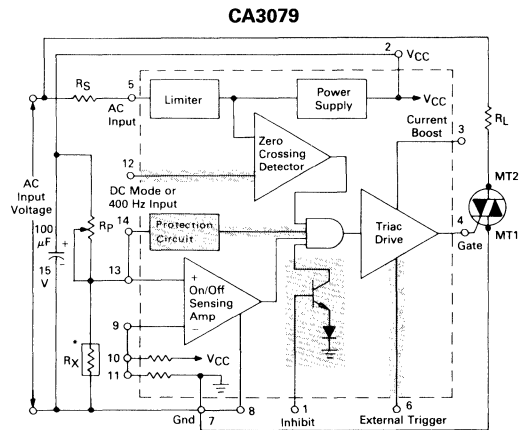 CA3079
2 VCC
RS 5 Limiter Power Supply VCC
AC Input
Current Boost 3
RL
12
Zero Crossing Detector
DC Mode or 400 Hz Input
MT2
AC Input Voltage
100 µF 15 V
+
RP
14 Protection Circuit
Triac Drive
4
Gate
MT1
13
+
On/Off Sensing Amp
−
9
*
RX
10 VCC
11
Gnd 7 8 1 6
Inhibit External Trigger